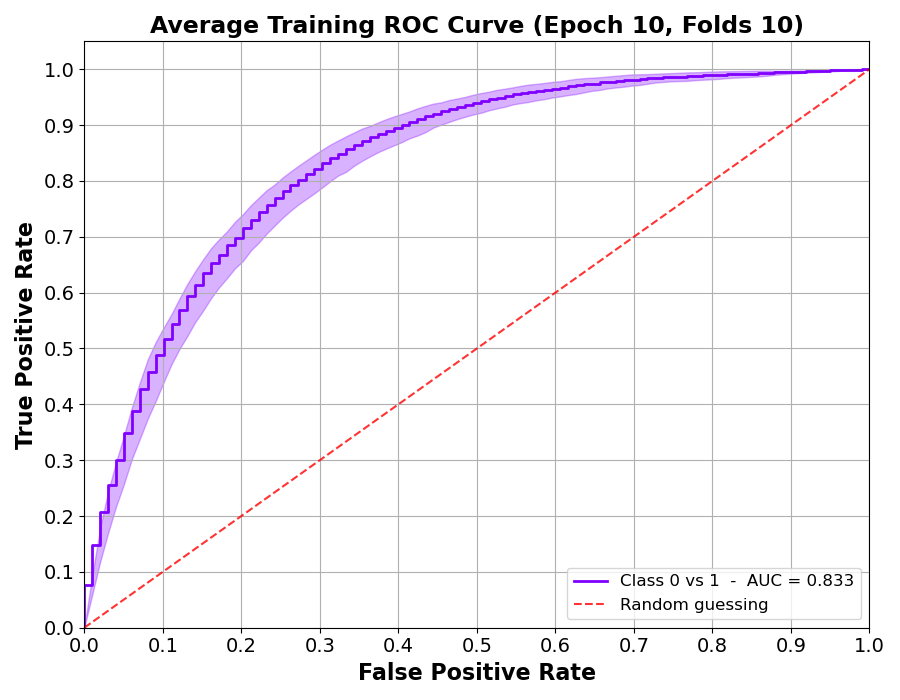 Average Training ROC Curve (Epoch 10, Folds 10)
True Positive Rate
1.0
0.9
0.8
0.7
0.6
0.5
0.4
0.3
0.2
0.1
0.0
Class 0 vs 1 - AUC = 0.833
Random guessing
0.0 0.1 0.2 0.3 0.4 0.5 0.6 0.7 0.8 0.9 1.0
False Positive Rate